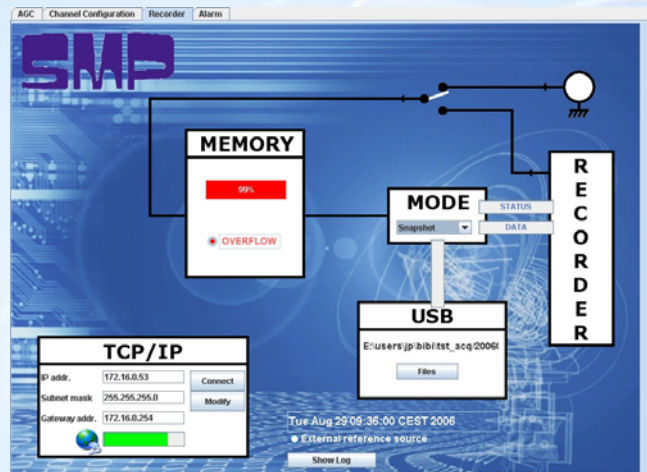 AGC Channel Configuration Recorder Alarm
SMP
MEMORY
99%
OVERFLOW
MODE
Snapshot
STATUS
DATA
RECORDER
USB
E:\users\jp\bibi\tst_acq/2006(
Files
TCP/IP
IP addr. 172.16.0.53 Connect
Subnet mask 255.255.255.0 Modify
Gateway addr. 172.16.0.254
Tue Aug 29 09:36:00 CEST 2006
External reference source
Show Log